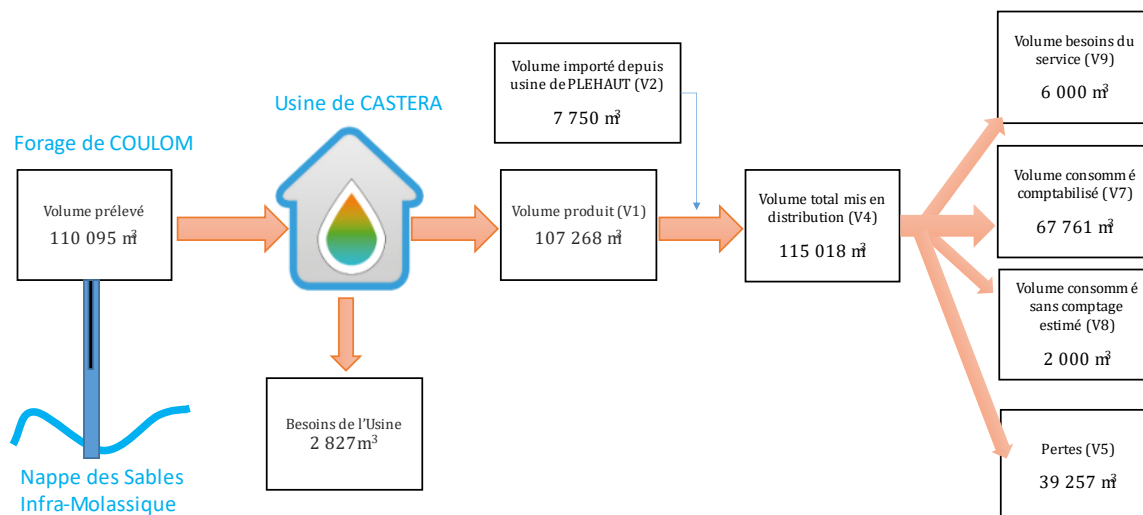 Forage de COULOM
Volume prélevé
110 095 m³
Nappe des Sables
Infra-Molassique
Usine de CASTERA
Besoins de l'Usine
2 827 m³
Volume produit (V1)
107 268 m³
Volume importé depuis
usine de PLEHAUT (V2)
7 750 m³
Volume total mis en
distribution (V4)
115 018 m³
Volume besoins du
service (V9)
6 000 m³
Volume consommé
comptabilisé (V7)
67 761 m³
Volume consommé
sans comptage
estimé (V8)
2 000 m³
Pertes (V5)
39 257 m³